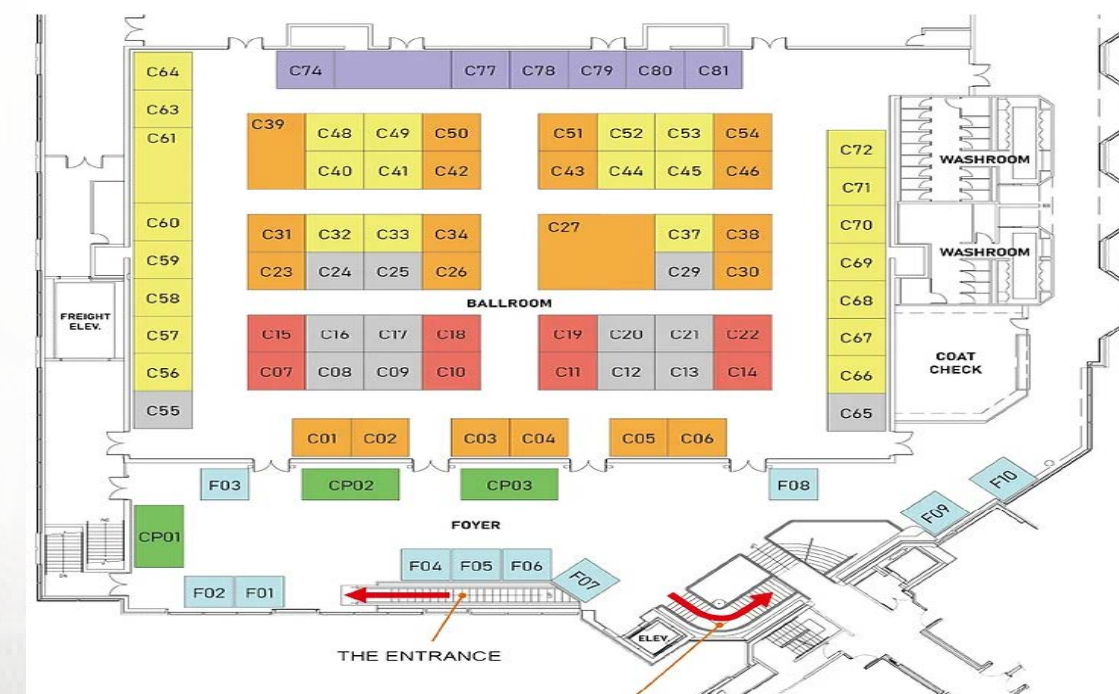 C74 C77 C78 C79 C80 C81
C64
C63
C61
C60
C59
C58
C57
C56
C55
C39 C48 C49 C50
C40 C41 C42
C51 C52 C53 C54
C43 C44 C45 C46
C31 C32 C33 C34
C23 C24 C25 C26
C27 C37 C38
C29 C30
BALLROOM
C15 C16 C17 C18
C07 C08 C09 C10
C19 C20 C21 C22
C11 C12 C13 C14
C01 C02 C03 C04 C05 C06
C72
C71
C70
C69
C68
C67
C66
C65
WASHROOM
WASHROOM
COAT
CHECK
FREIGHT
ELEV.
F03 CP02 CP03 F08 F09 F10
CP01
FOYER
F04 F05 F06 F07
F02 F01
ELEV.
THE ENTRANCE